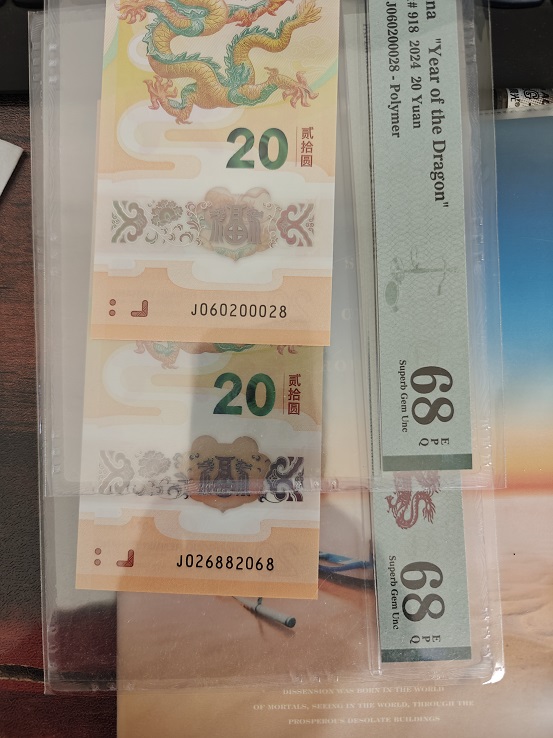 20
贰拾圆
J060200028
20
贰拾圆
J026882068
na "Year of the Dragon"
# 918 2024 20 Yuan
J060200028 - Polymer
68 EPQ
Superb Gem Unc
68 EPQ
Superb Gem Unc
DISSENSION WAS BORN IN THE WORLD
OF MORTALS, SEEING IN THE WORLD, THROUGH THE
PROSPEROUS DESOLATE BUILDINGS